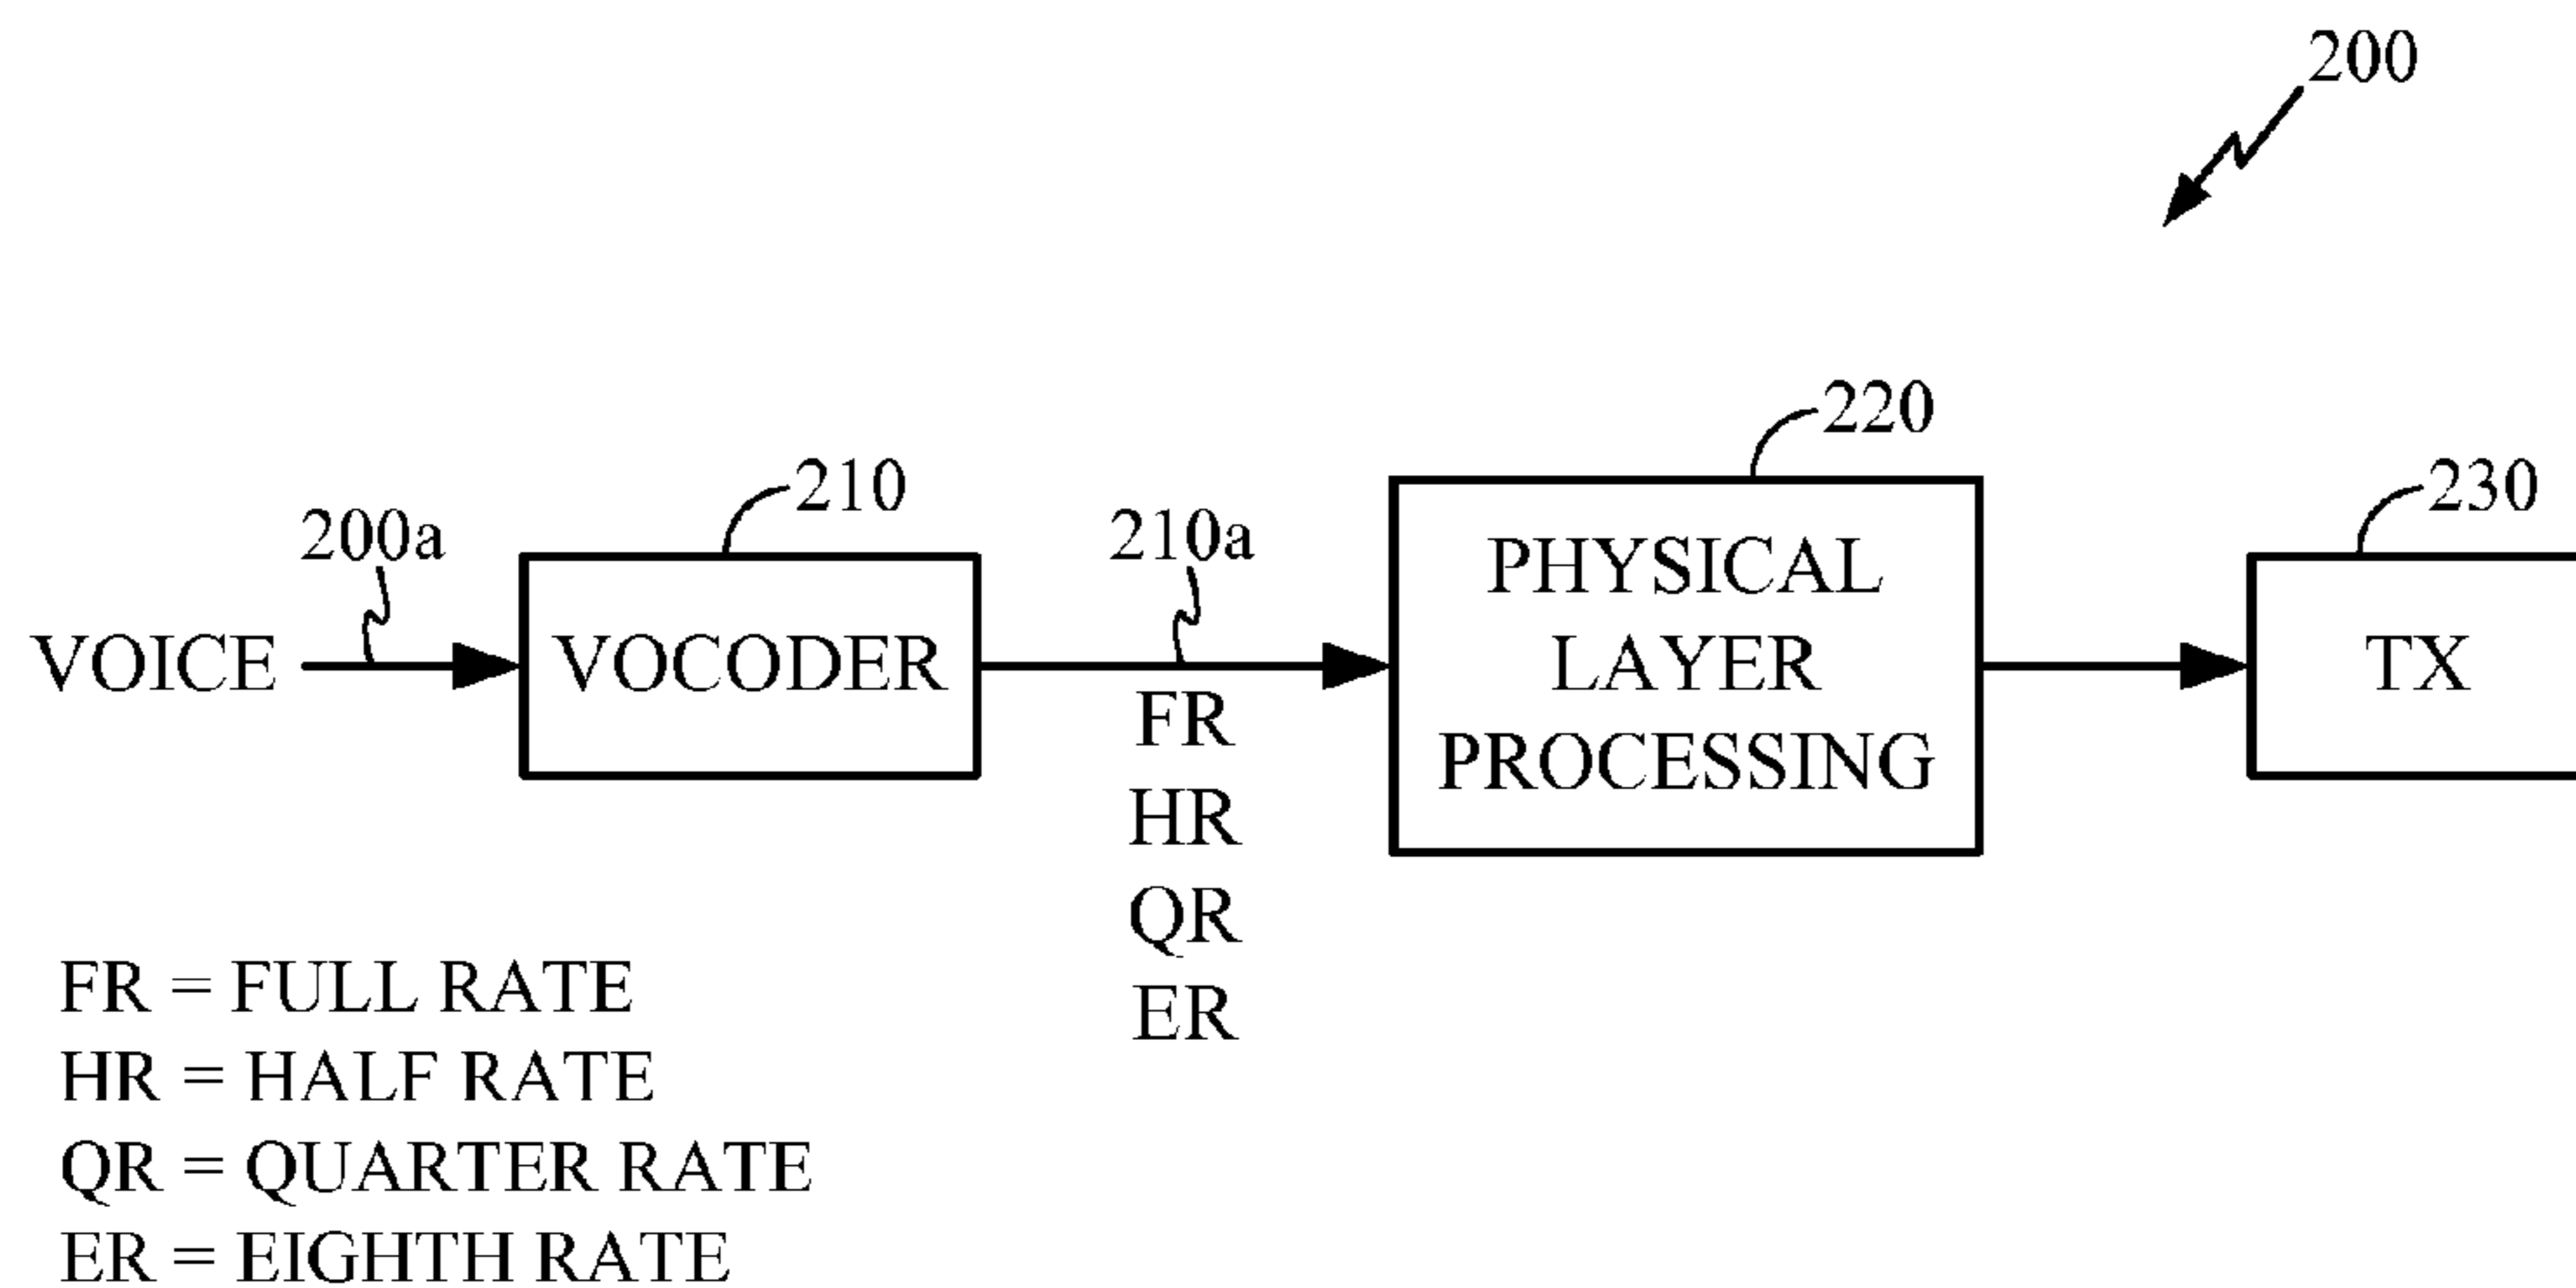 200
220
210
230
200a
210a
VOICE
VOCODER
PHYSICAL
LAYER
PROCESSING
TX
FR
HR
QR
ER
FR = FULL RATE
HR = HALF RATE
QR = QUARTER RATE
ER = EIGHTH RATE